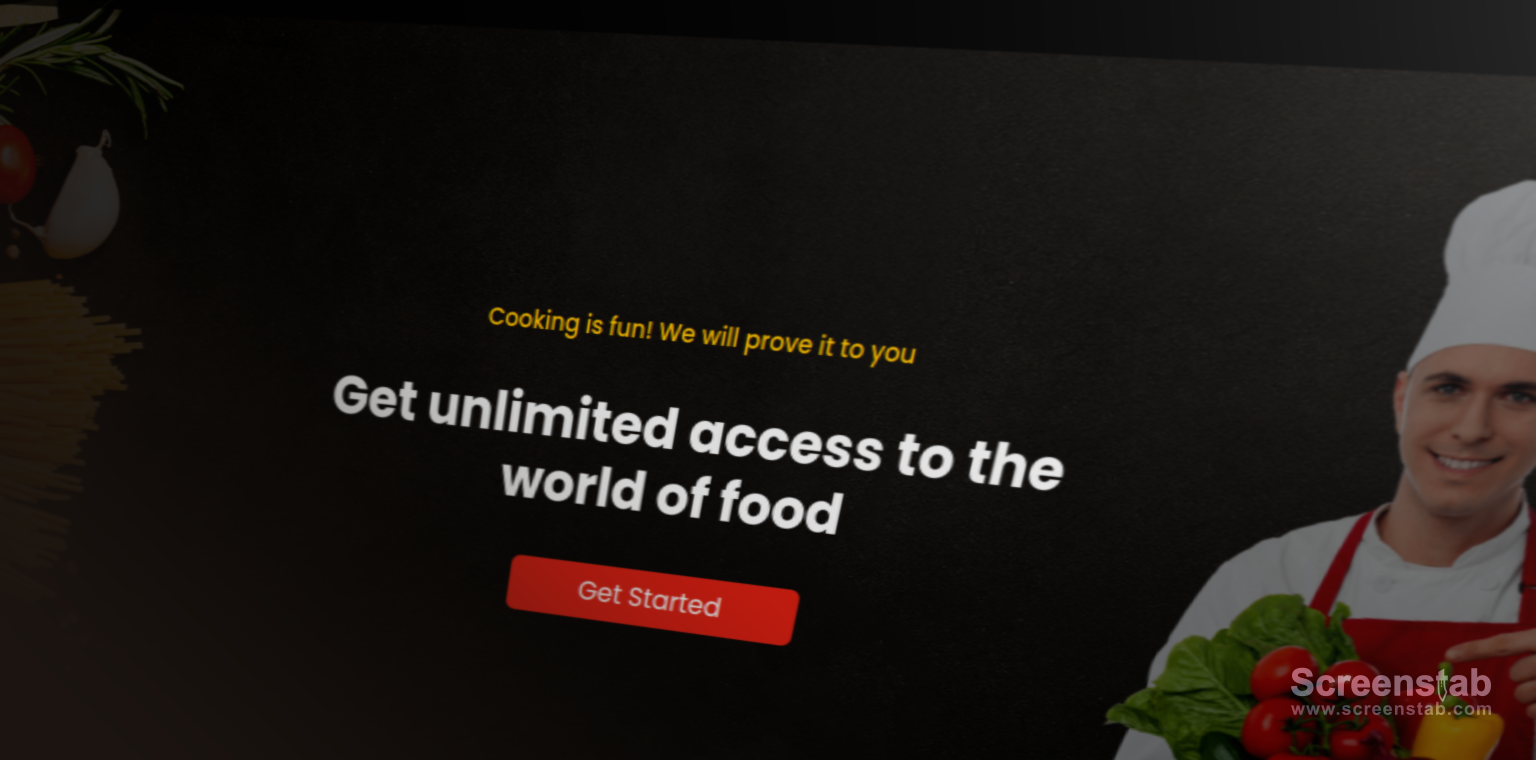 Cooking is fun! We will prove it to you
Get unlimited access to the
world of food
Get Started
Screenstab
www.screenstab.com